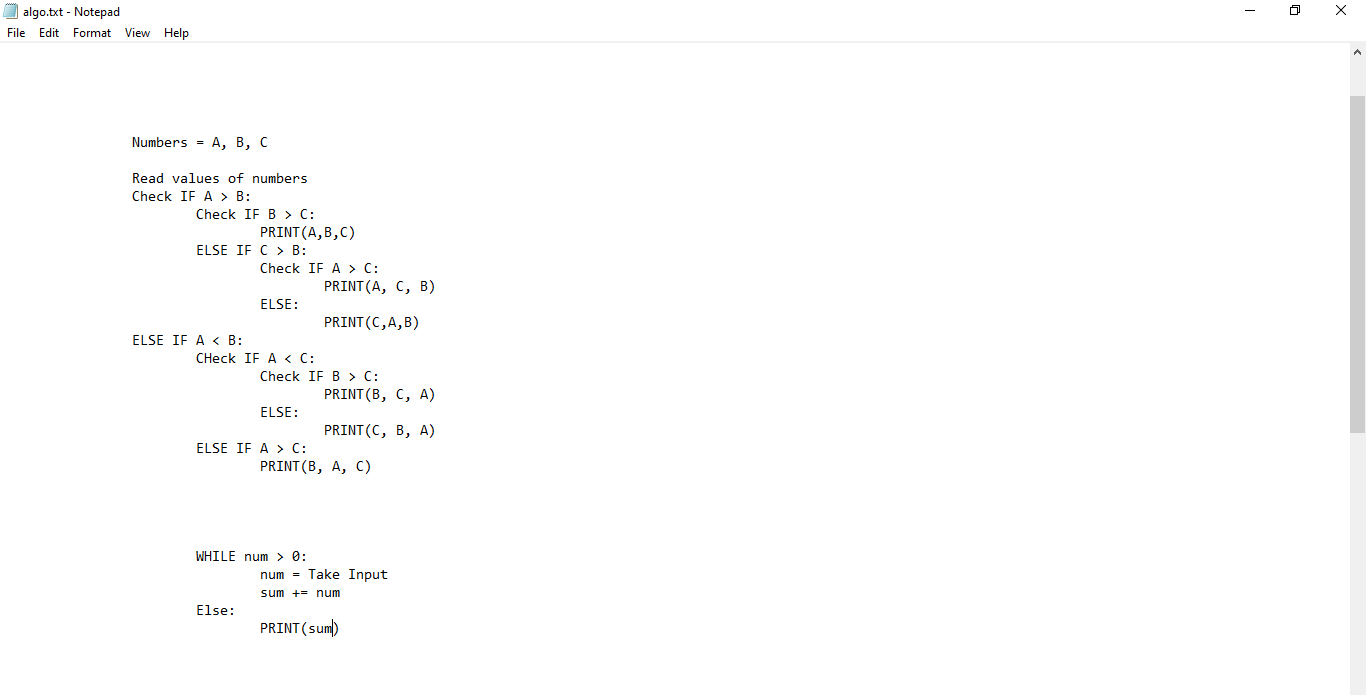 algo.txt - Notepad
File Edit Format View Help
Numbers = A, B, C
Read values of numbers
Check IF A > B:
Check IF B > C:
PRINT(A,B,C)
ELSE IF C > B:
Check IF A > C:
PRINT(A, C, B)
ELSE:
PRINT(C,A,B)
ELSE IF A < B:
CHeck IF A < C:
Check IF B > C:
PRINT(B, C, A)
ELSE:
PRINT(C, B, A)
ELSE IF A > C:
PRINT(B, A, C)
WHILE num > 0:
num = Take Input
sum += num
Else:
PRINT(sum)